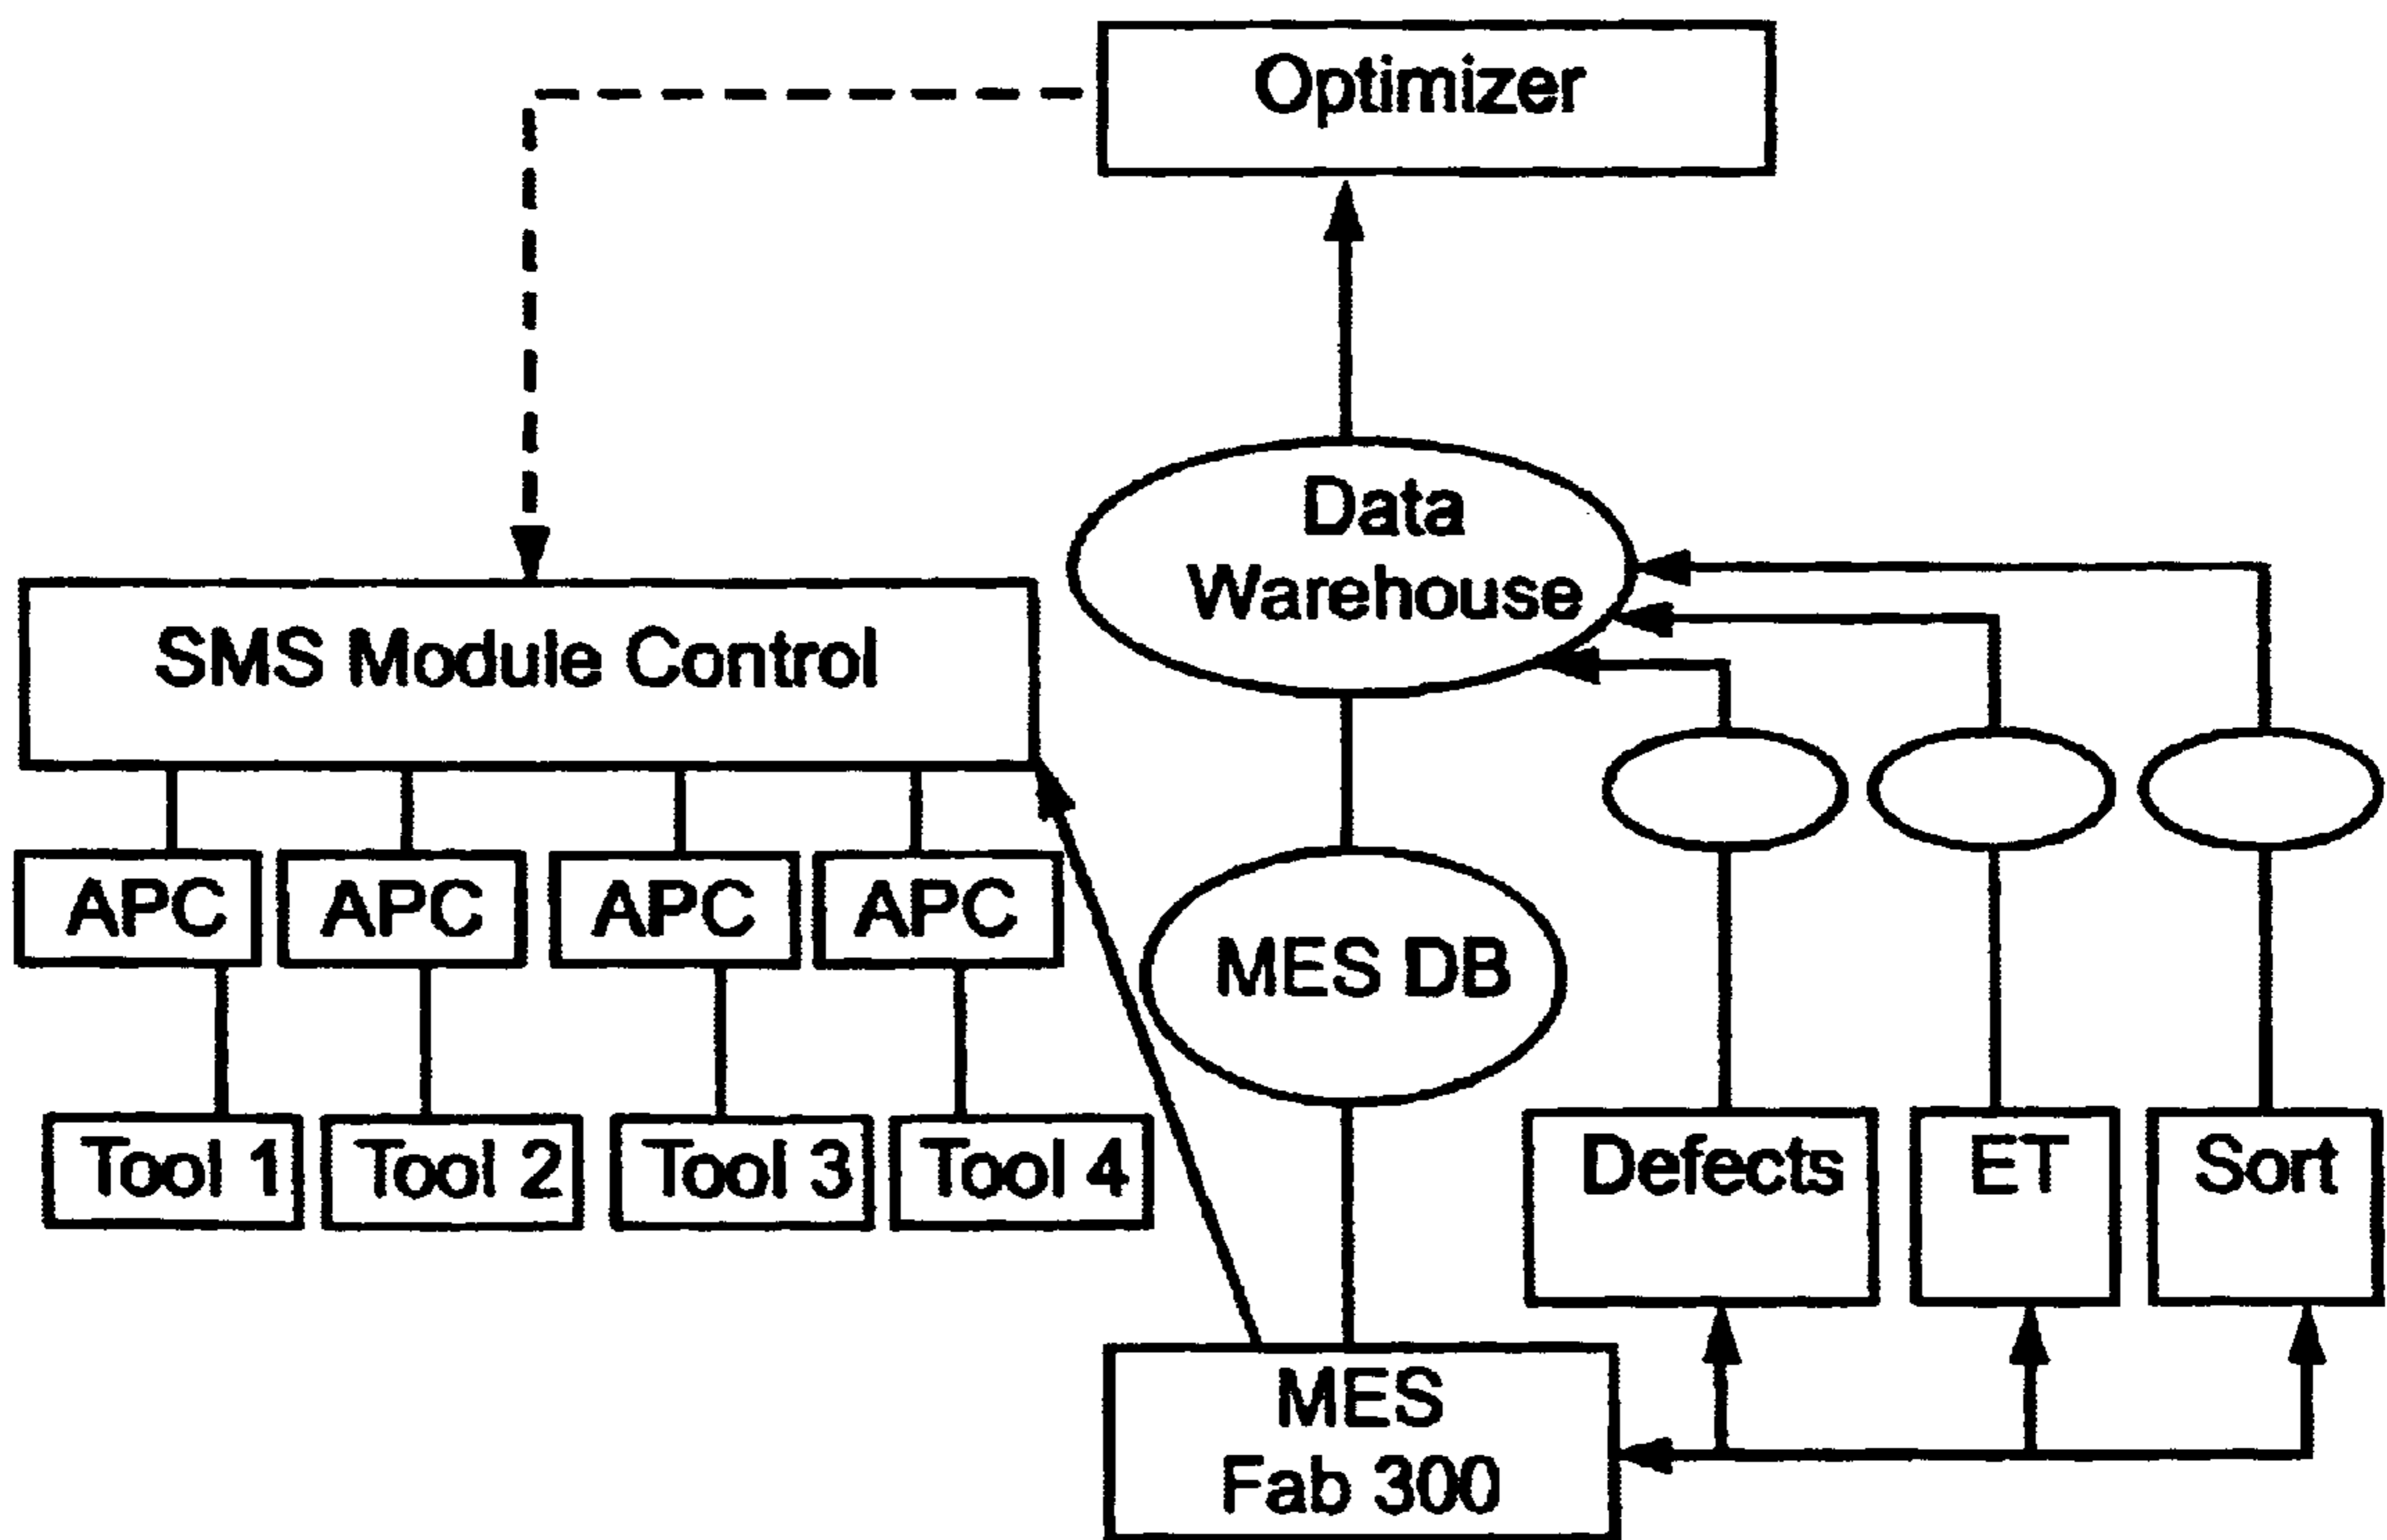 Optimizer
Data
Warehouse
SMS Module Control
APC
APC
APC
APC
MES DB
Tool 1
Tool 2
Tool 3
Tool 4
Defects
ET
Sort
MES
Fab 300